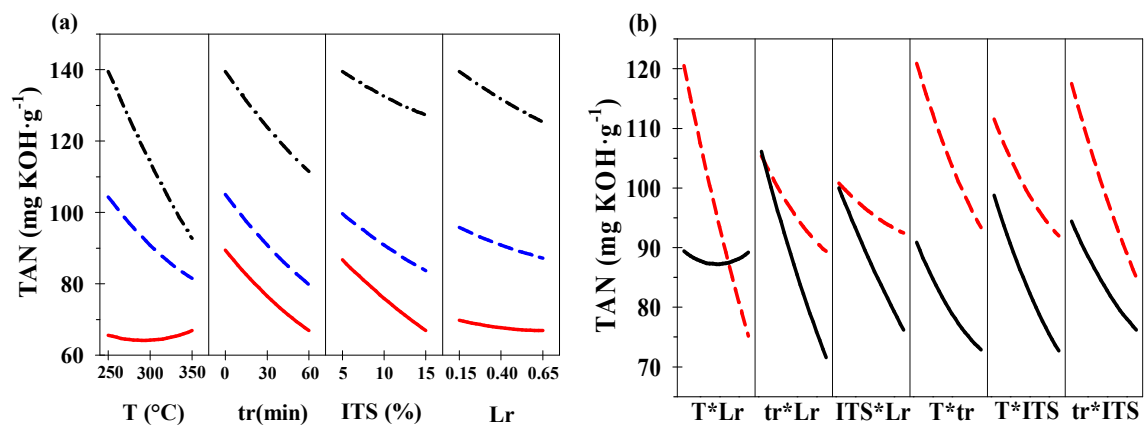 (a)
TAN (mg KOH·g⁻¹)
140
120
100
80
60
250 300 350
0 30 60
5 10 15
0.15 0.40 0.65
T (°C)
tr(min)
ITS (%)
Lr
(b)
TAN (mg KOH·g⁻¹)
120
110
100
90
80
70
T*Lr
tr*Lr
ITS*Lr
T*tr
T*ITS
tr*ITS